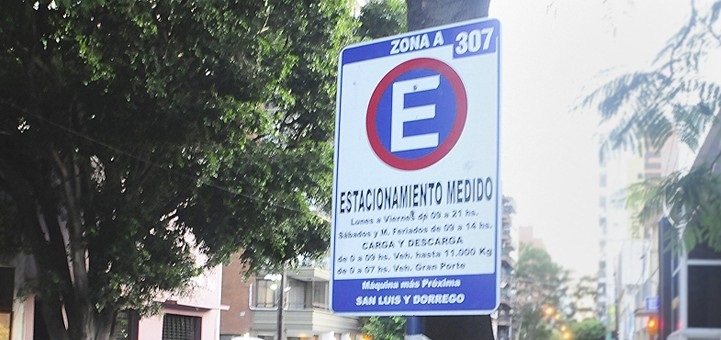 ZONA A 307
E
ESTACIONAMIENTO MEDIDO
Lunes a Viernes dp 09 a 21 hs.
Sábados y M. Feriados de 09 a 14 hs.
CARGA Y DESCARGA
de 0 a 09 hs. Veh. hasta 11.000 Kg
de 0 a 07 hs. Veh. Gran Porte
Máquina más Próxima
SAN LUIS Y DORREGO